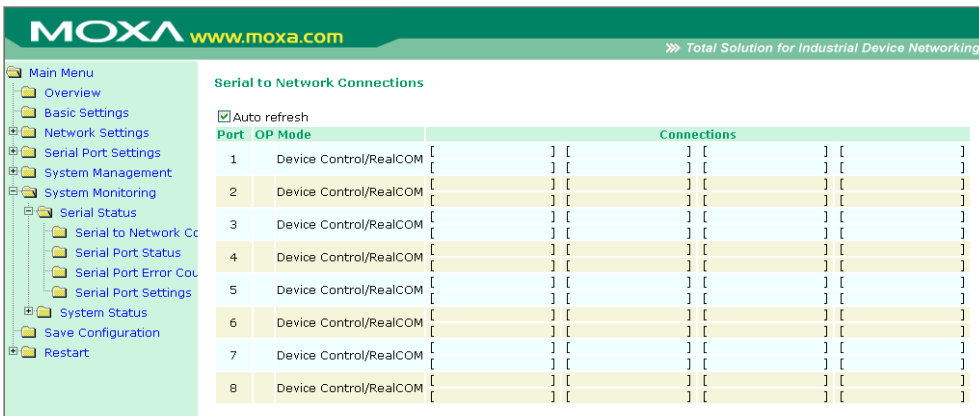 MOXA www.moxa.com
Total Solution for Industrial Device Networking
Main Menu
Overview
Basic Settings
Network Settings
Serial Port Settings
System Management
System Monitoring
Serial Status
Serial to Network Co
Serial Port Status
Serial Port Error Cou
Serial Port Settings
System Status
Save Configuration
Restart
Serial to Network Connections
Auto refresh
Port OP Mode Connections
1 Device Control/RealCOM [ ] [ ] [ ] [ ]
[ ] [ ] [ ] [ ]
2 Device Control/RealCOM [ ] [ ] [ ] [ ]
[ ] [ ] [ ] [ ]
3 Device Control/RealCOM [ ] [ ] [ ] [ ]
[ ] [ ] [ ] [ ]
4 Device Control/RealCOM [ ] [ ] [ ] [ ]
[ ] [ ] [ ] [ ]
5 Device Control/RealCOM [ ] [ ] [ ] [ ]
[ ] [ ] [ ] [ ]
6 Device Control/RealCOM [ ] [ ] [ ] [ ]
[ ] [ ] [ ] [ ]
7 Device Control/RealCOM [ ] [ ] [ ] [ ]
[ ] [ ] [ ] [ ]
8 Device Control/RealCOM [ ] [ ] [ ] [ ]
[ ] [ ] [ ] [ ]